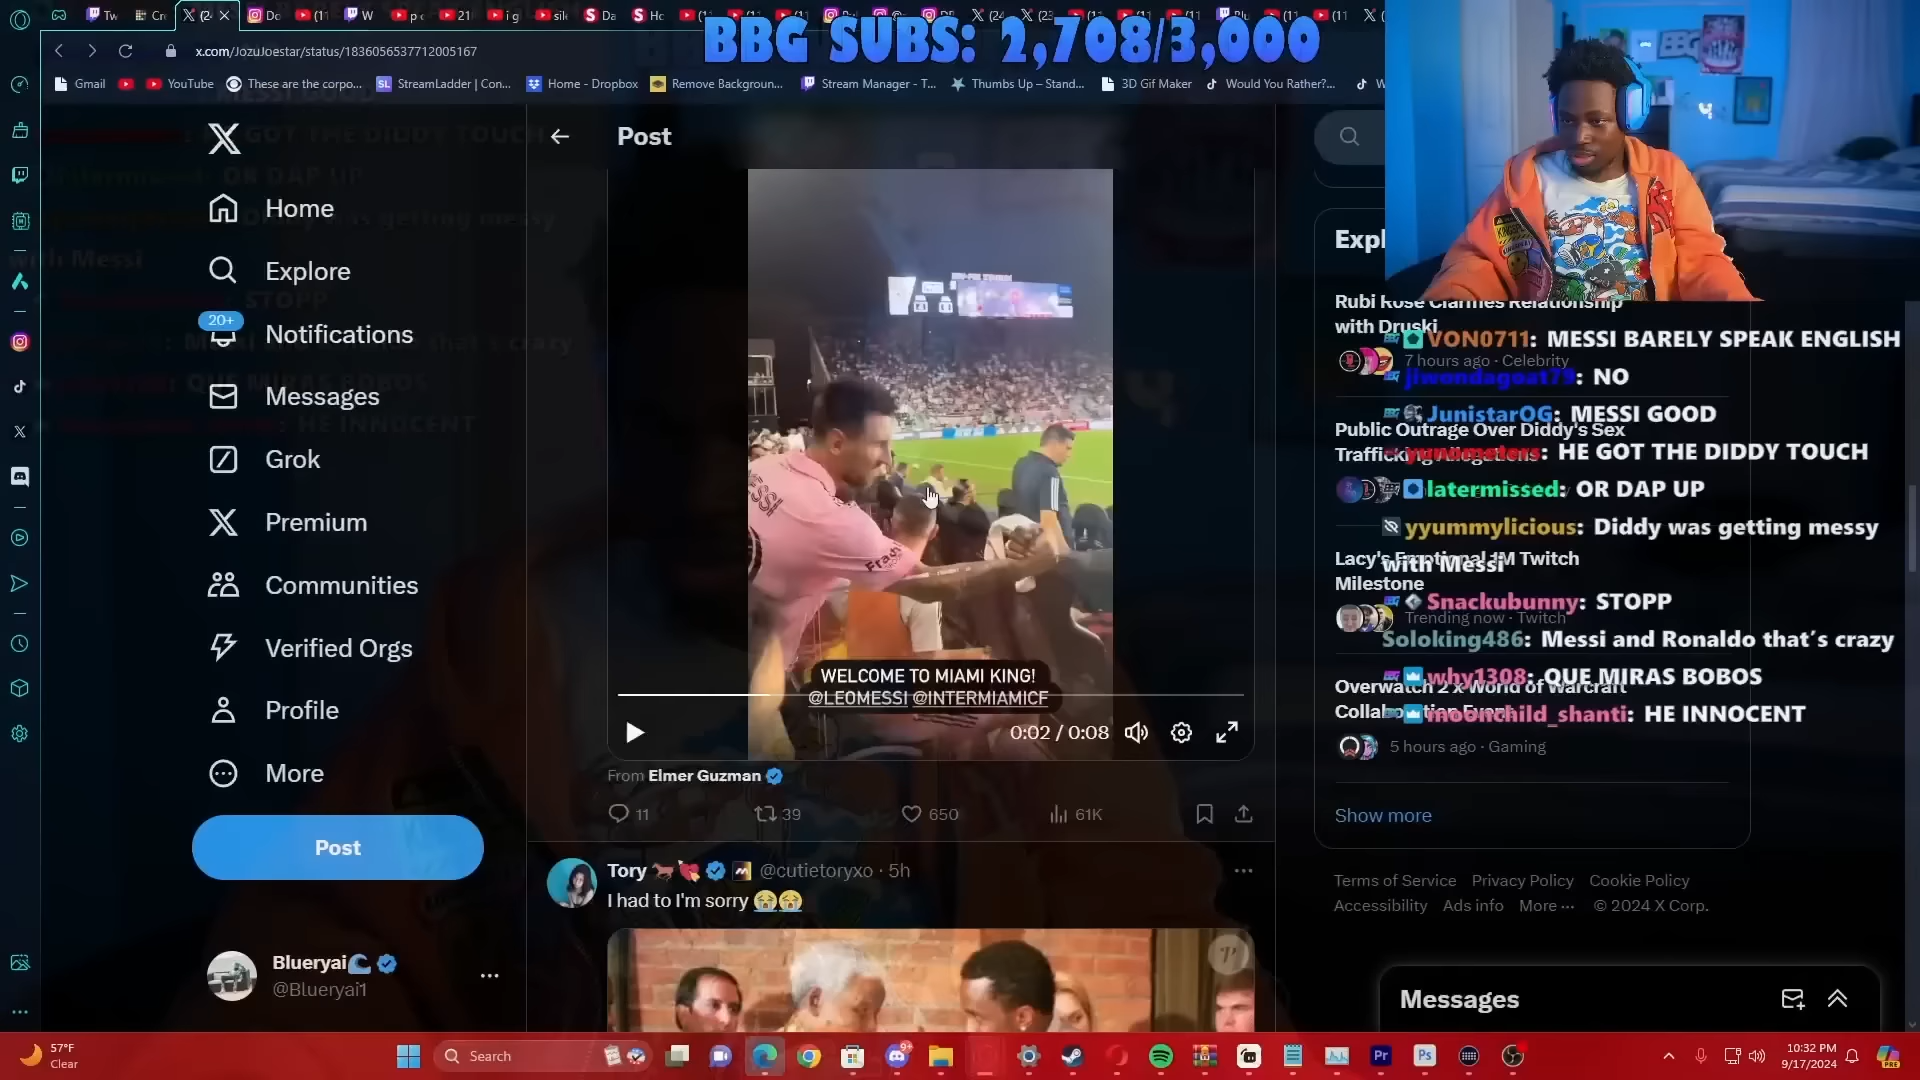 BBG SUBS: 2,708/3,000
x.com/JozuJoestar/status/1836056537712005167
Gmail
YouTube
These are the corpo...
StreamLadder | Con...
Home - Dropbox
Remove Backgroun...
Stream Manager - T...
Thumbs Up – Stand...
3D Gif Maker
Would You Rather?...
Post
Home
Explore
20+
Notifications
Messages
Grok
Premium
Communities
Verified Orgs
Profile
More
Post
Blueryai
@Blueryai1
WELCOME TO MIAMI KING!
@LEOMESSI @INTERMIAMICF
0:02 / 0:08
From Elmer Guzman
11
39
650
61K
Tory @cutietoryxo · 5h
I had to I'm sorry 😭😭
Rubi Rose Clarifies Relationship
with Druski
7 hours ago · Celebrity
Public Outrage Over Diddy's Sex
Trafficking Allegations
Lacy's Emotional 1M Twitch
Milestone
Trending now · Twitch
Overwatch 2 x World of Warcraft
5 hours ago · Gaming
Show more
VON0711: MESSI BARELY SPEAK ENGLISH
jiwondagoat79: NO
JunistarOG: MESSI GOOD
: HE GOT THE DIDDY TOUCH
latermissed: OR DAP UP
yyummylicious: Diddy was getting messy
with Messi
Snackubunny: STOPP
Soloking486: Messi and Ronaldo that's crazy
why1308: QUE MIRAS BOBOS
moonchild_shanti: HE INNOCENT
Terms of Service Privacy Policy Cookie Policy
Accessibility Ads info More ··· © 2024 X Corp.
Messages
57°F
Clear
Search
10:32 PM
9/17/2024